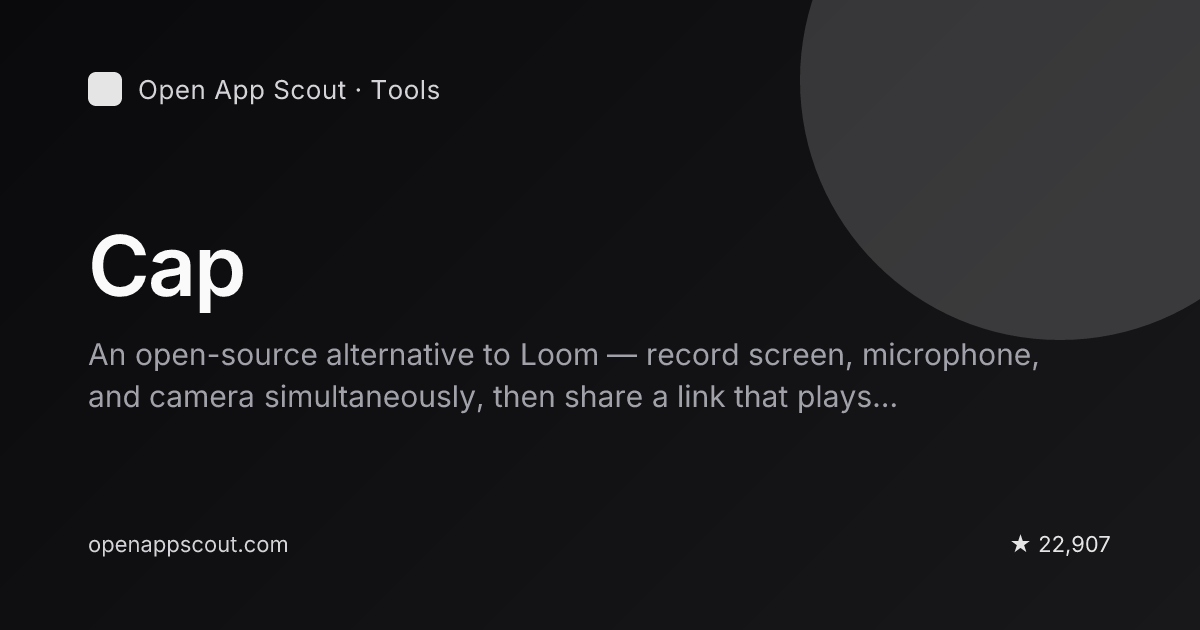 Open App Scout · Tools
Cap
An open-source alternative to Loom — record screen, microphone,
and camera simultaneously, then share a link that plays...
openappscout.com
★ 22,907